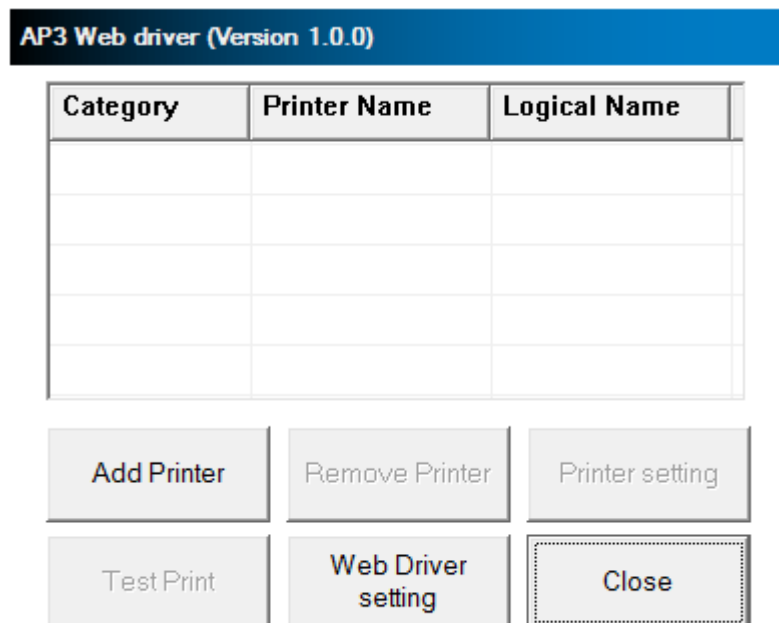 AP3 Web driver (Version 1.0.0)
Category Printer Name Logical Name
Add Printer Remove Printer Printer setting
Test Print Web Driver setting Close